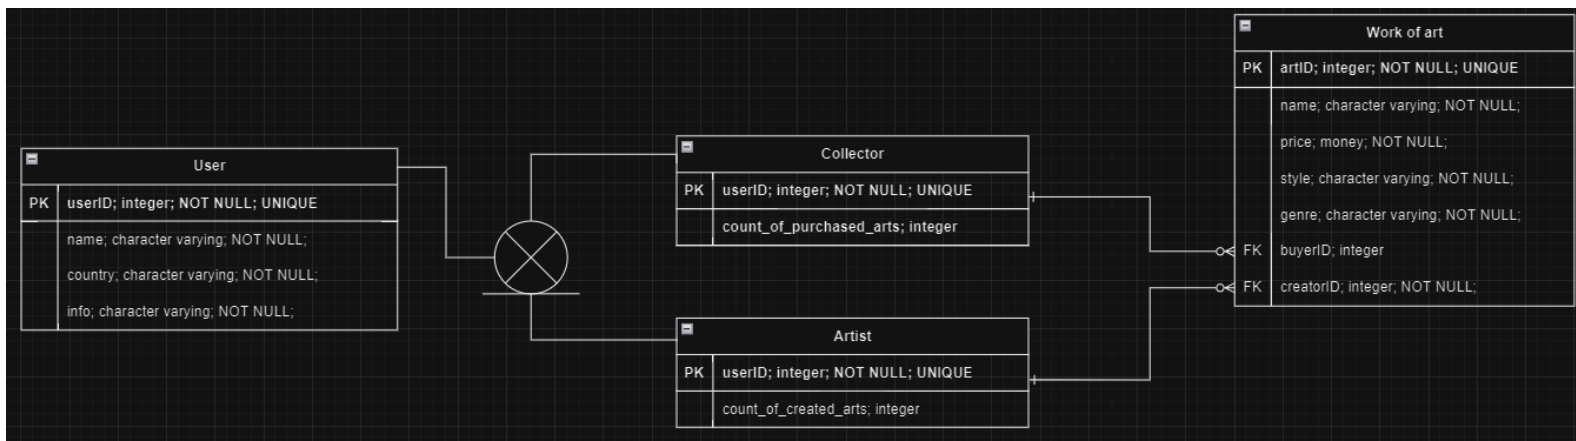 User
PK userID; integer; NOT NULL; UNIQUE
name; character varying; NOT NULL;
country; character varying; NOT NULL;
info; character varying; NOT NULL;
Collector
PK userID; integer; NOT NULL; UNIQUE
count_of_purchased_arts; integer
Artist
PK userID; integer; NOT NULL; UNIQUE
count_of_created_arts; integer
Work of art
PK artID; integer; NOT NULL; UNIQUE
name; character varying; NOT NULL;
price; money; NOT NULL;
style; character varying; NOT NULL;
genre; character varying; NOT NULL;
FK buyerID; integer
FK creatorID; integer; NOT NULL;